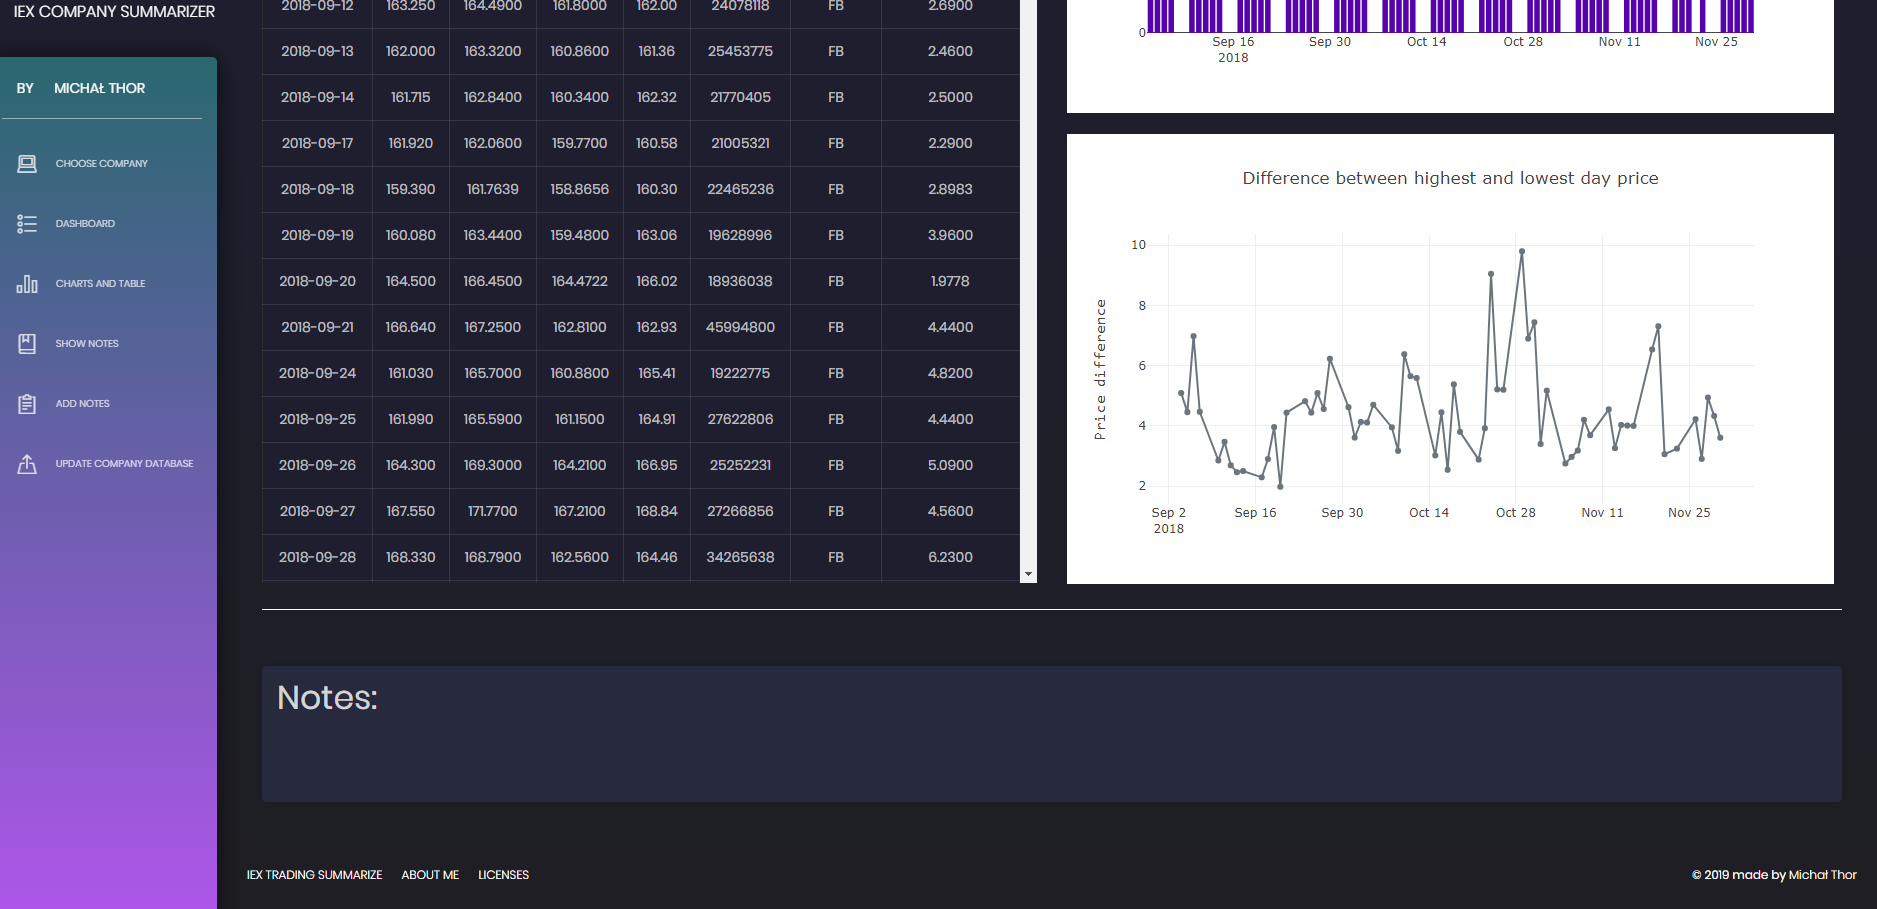 IEX COMPANY SUMMARIZER
BY MICHAŁ THOR
CHOOSE COMPANY
DASHBOARD
CHARTS AND TABLE
SHOW NOTES
ADD NOTES
UPDATE COMPANY DATABASE
2018-09-12 163.250 164.4900 161.8000 162.00 24078118 FB 2.6900
2018-09-13 162.000 163.3200 160.8600 161.36 25453775 FB 2.4600
2018-09-14 161.715 162.8400 160.3400 162.32 21770405 FB 2.5000
2018-09-17 161.920 162.0600 159.7700 160.58 21005321 FB 2.2900
2018-09-18 159.390 161.7639 158.8656 160.30 22465236 FB 2.8983
2018-09-19 160.080 163.4400 159.4800 163.06 19628996 FB 3.9600
2018-09-20 164.500 166.4500 164.4722 166.02 18936038 FB 1.9778
2018-09-21 166.640 167.2500 162.8100 162.93 45994800 FB 4.4400
2018-09-24 161.030 165.7000 160.8800 165.41 19222775 FB 4.8200
2018-09-25 161.990 165.5900 161.1500 164.91 27622806 FB 4.4400
2018-09-26 164.300 169.3000 164.2100 166.95 25252231 FB 5.0900
2018-09-27 167.550 171.7700 167.2100 168.84 27266856 FB 4.5600
2018-09-28 168.330 168.7900 162.5600 164.46 34265638 FB 6.2300
0
Sep 16 Sep 30 Oct 14 Oct 28 Nov 11 Nov 25
2018
Difference between highest and lowest day price
Price difference
10
8
6
4
2
Sep 2 Sep 16 Sep 30 Oct 14 Oct 28 Nov 11 Nov 25
2018
Notes:
IEX TRADING SUMMARIZE ABOUT ME LICENSES
© 2019 made by Michał Thor